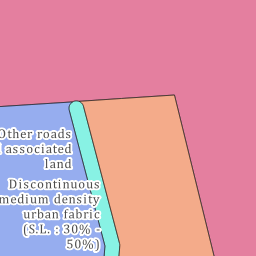 Other roads
associated
land
Discontinuous
medium density
urban fabric
(S.L. : 30% -
50%)